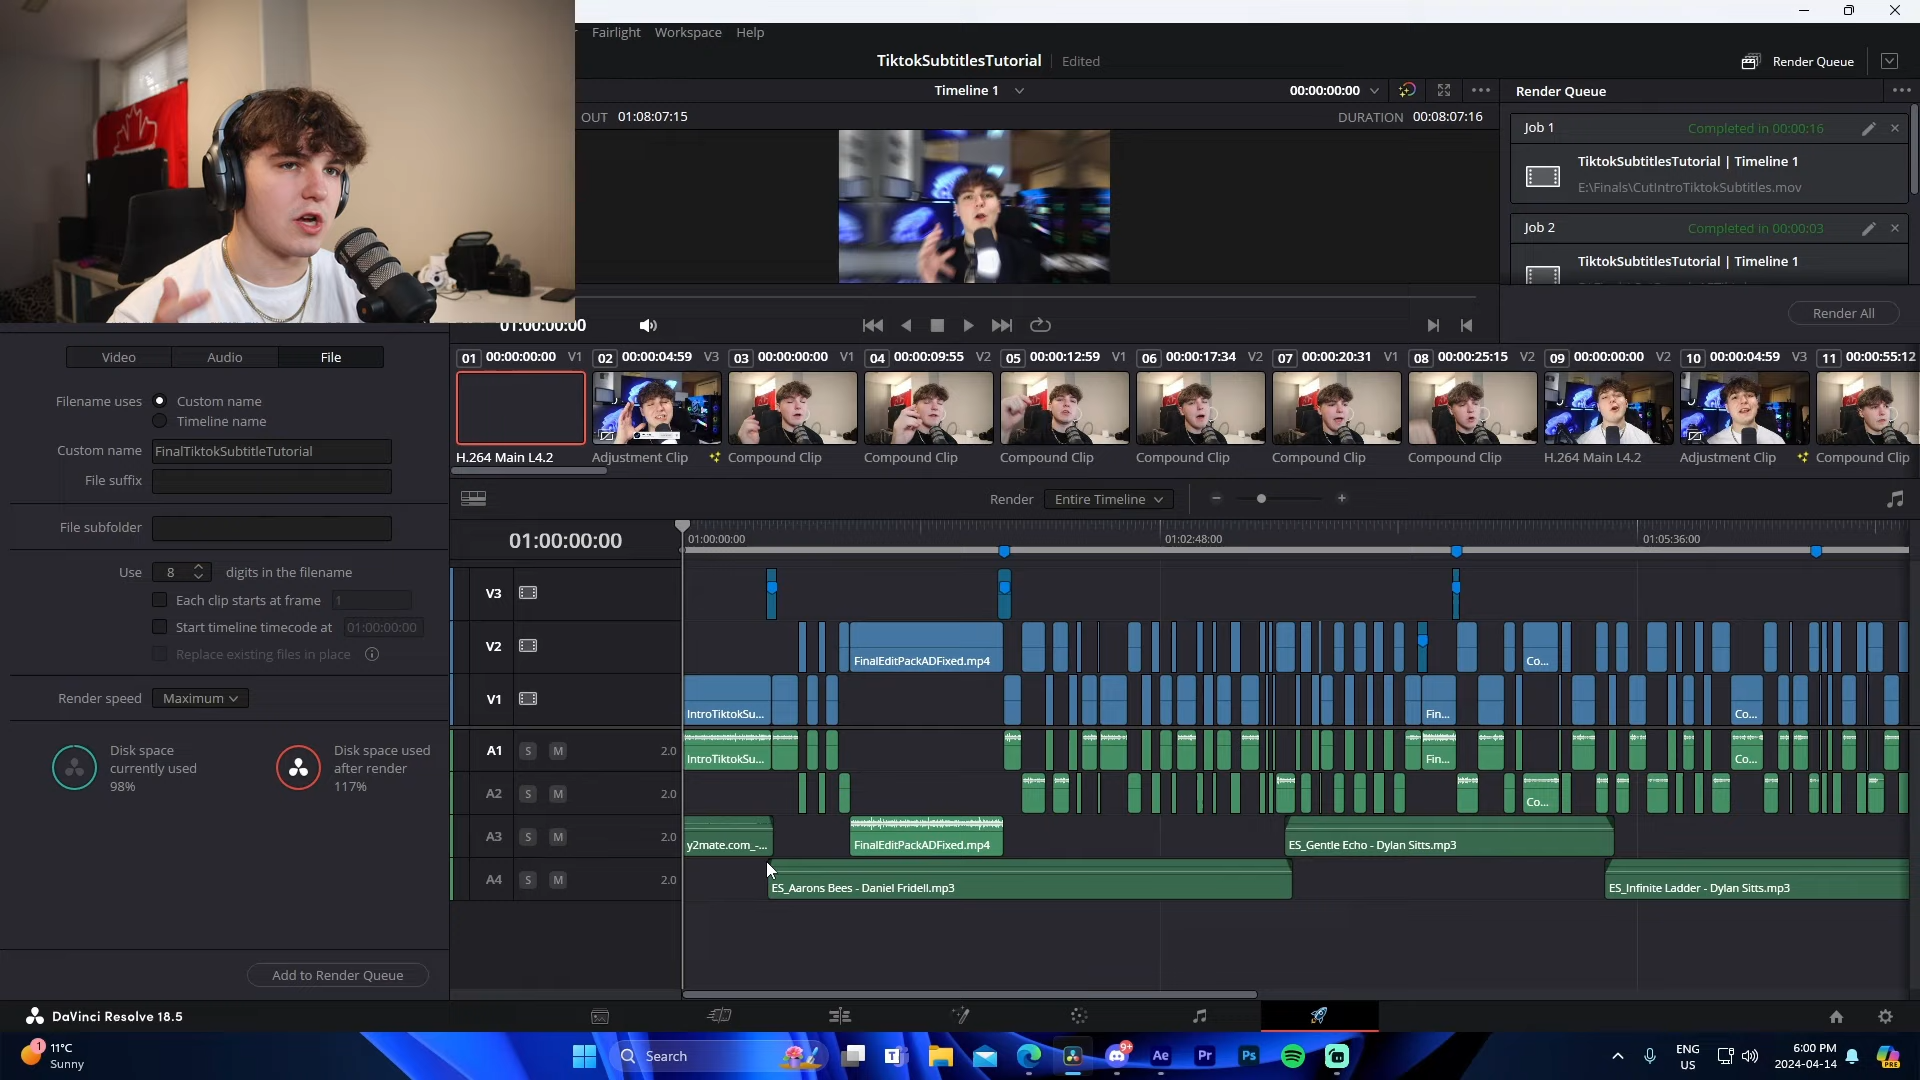 Fairlight Workspace Help
TiktokSubtitlesTutorial Edited
Render Queue
Timeline 1
00:00:00:00
Render Queue
OUT 01:08:07:15
DURATION 00:08:07:16
Job 1 Completed in 00:00:16
TiktokSubtitlesTutorial | Timeline 1
E:\Finals\CutIntroTiktokSubtitles.mov
Job 2 Completed in 00:00:03
TiktokSubtitlesTutorial | Timeline 1
Render All
01:00:00:00
Video Audio File
01 00:00:00:00 V1 02 00:00:04:59 V3 03 00:00:00:00 V1 04 00:00:09:55 V2 05 00:00:12:59 V1 06 00:00:17:34 V2 07 00:00:20:31 V1 08 00:00:25:15 V2 09 00:00:00:00 V2 10 00:00:04:59 V3 11 00:00:55:12
H.264 Main L4.2 Adjustment Clip Compound Clip Compound Clip Compound Clip Compound Clip Compound Clip Compound Clip H.264 Main L4.2 Adjustment Clip Compound Clip
Filename uses Custom name
Timeline name
Custom name FinalTiktokSubtitleTutorial
File suffix
File subfolder
Use 8 digits in the filename
Each clip starts at frame 1
Start timeline timecode at 01:00:00:00
Replace existing files in place
Render speed Maximum
Disk space currently used 98%
Disk space used after render 117%
Add to Render Queue
Render Entire Timeline
01:00:00:00
01:00:00:00 01:02:48:00 01:05:36:00
V3
V2 FinalEditPackADFixed.mp4 Co...
V1 IntroTiktokSu... Fin... Co...
A1 S M 2.0 IntroTiktokSu... Fin... Co...
A2 S M 2.0 Co...
A3 S M 2.0 y2mate.com_-... FinalEditPackADFixed.mp4 ES_Gentle Echo - Dylan Sitts.mp3
A4 S M 2.0 ES_Aarons Bees - Daniel Fridell.mp3 ES_Infinite Ladder - Dylan Sitts.mp3
DaVinci Resolve 18.5
1 11°C
Sunny
Search
9+
Ae Pr Ps
ENG
US
6:00 PM
2024-04-14
PRE